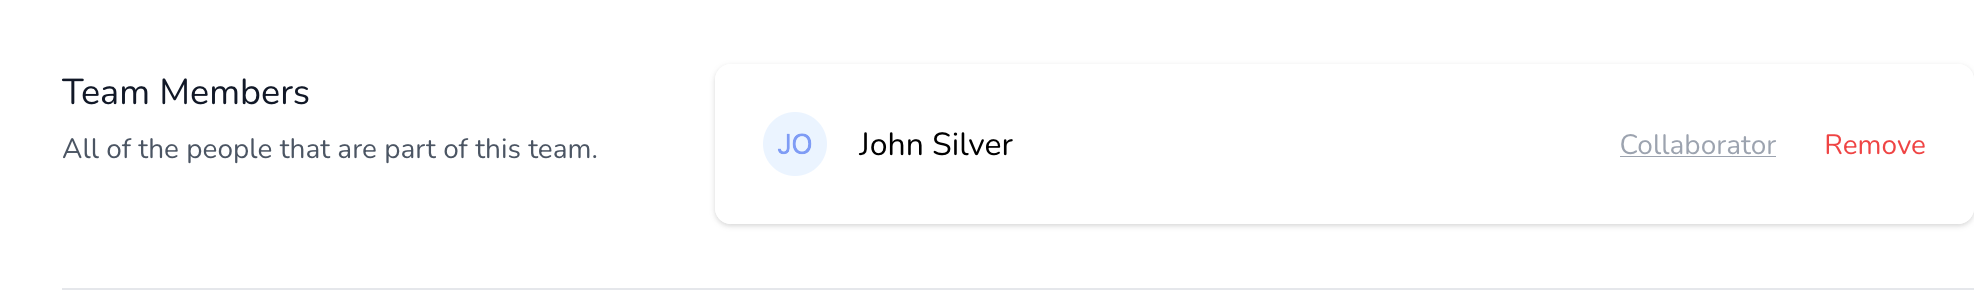 Team Members
All of the people that are part of this team.
JO John Silver Collaborator Remove